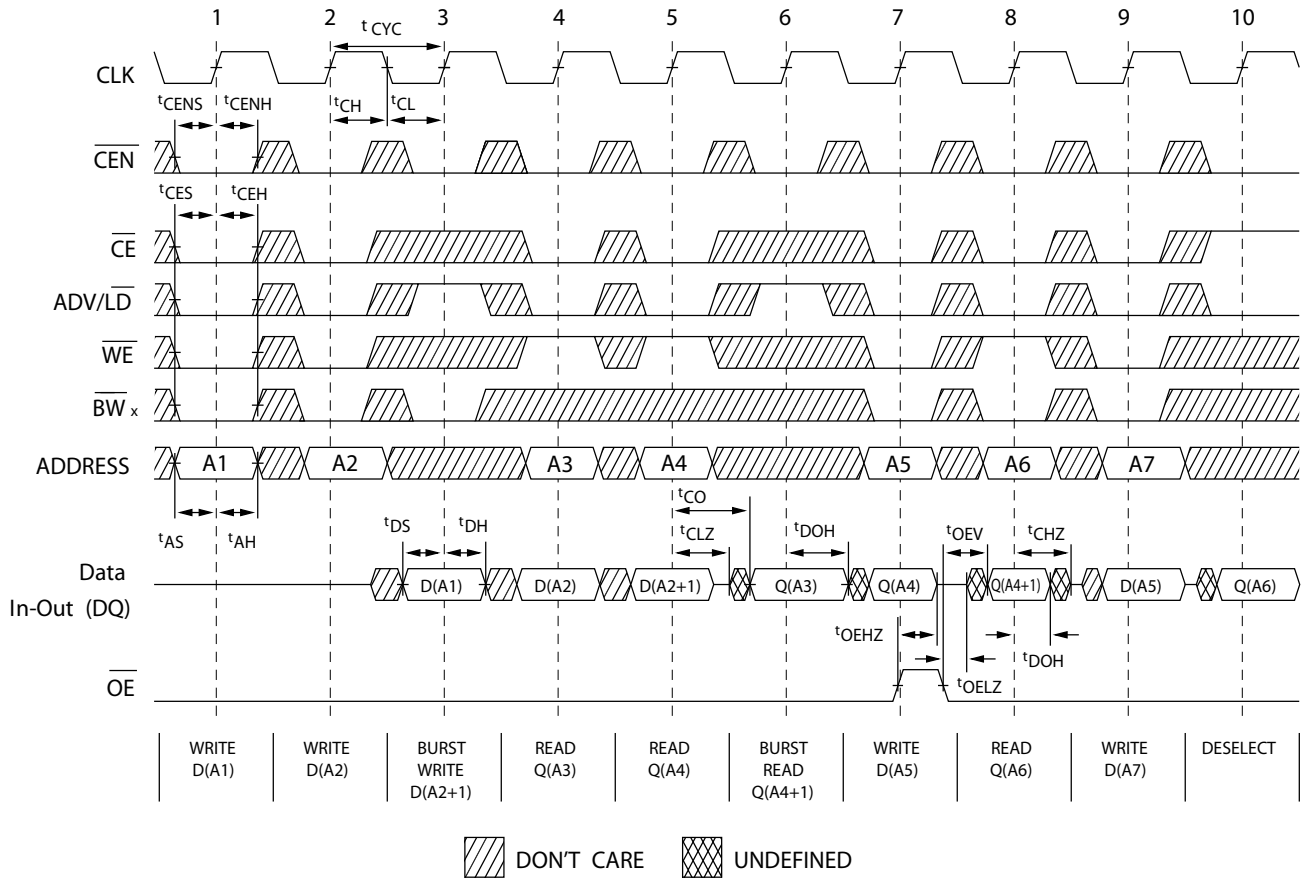 1 2 3 4 5 6 7 8 9 10
t CYC
CLK
tCENS tCENH tCH tCL
CEN
tCES tCEH
CE
ADV/LD
WE
BW x
ADDRESS A1 A2 A3 A4 A5 A6 A7
tCO
tAS tAH tDS tDH tCLZ tDOH tOEV tCHZ
Data
In-Out (DQ)
D(A1) D(A2) D(A2+1) Q(A3) Q(A4) Q(A4+1) D(A5) Q(A6)
tOEHZ tDOH
tOELZ
OE
WRITE
D(A1)
WRITE
D(A2)
BURST
WRITE
D(A2+1)
READ
Q(A3)
READ
Q(A4)
BURST
READ
Q(A4+1)
WRITE
D(A5)
READ
Q(A6)
WRITE
D(A7)
DESELECT
DON'T CARE UNDEFINED